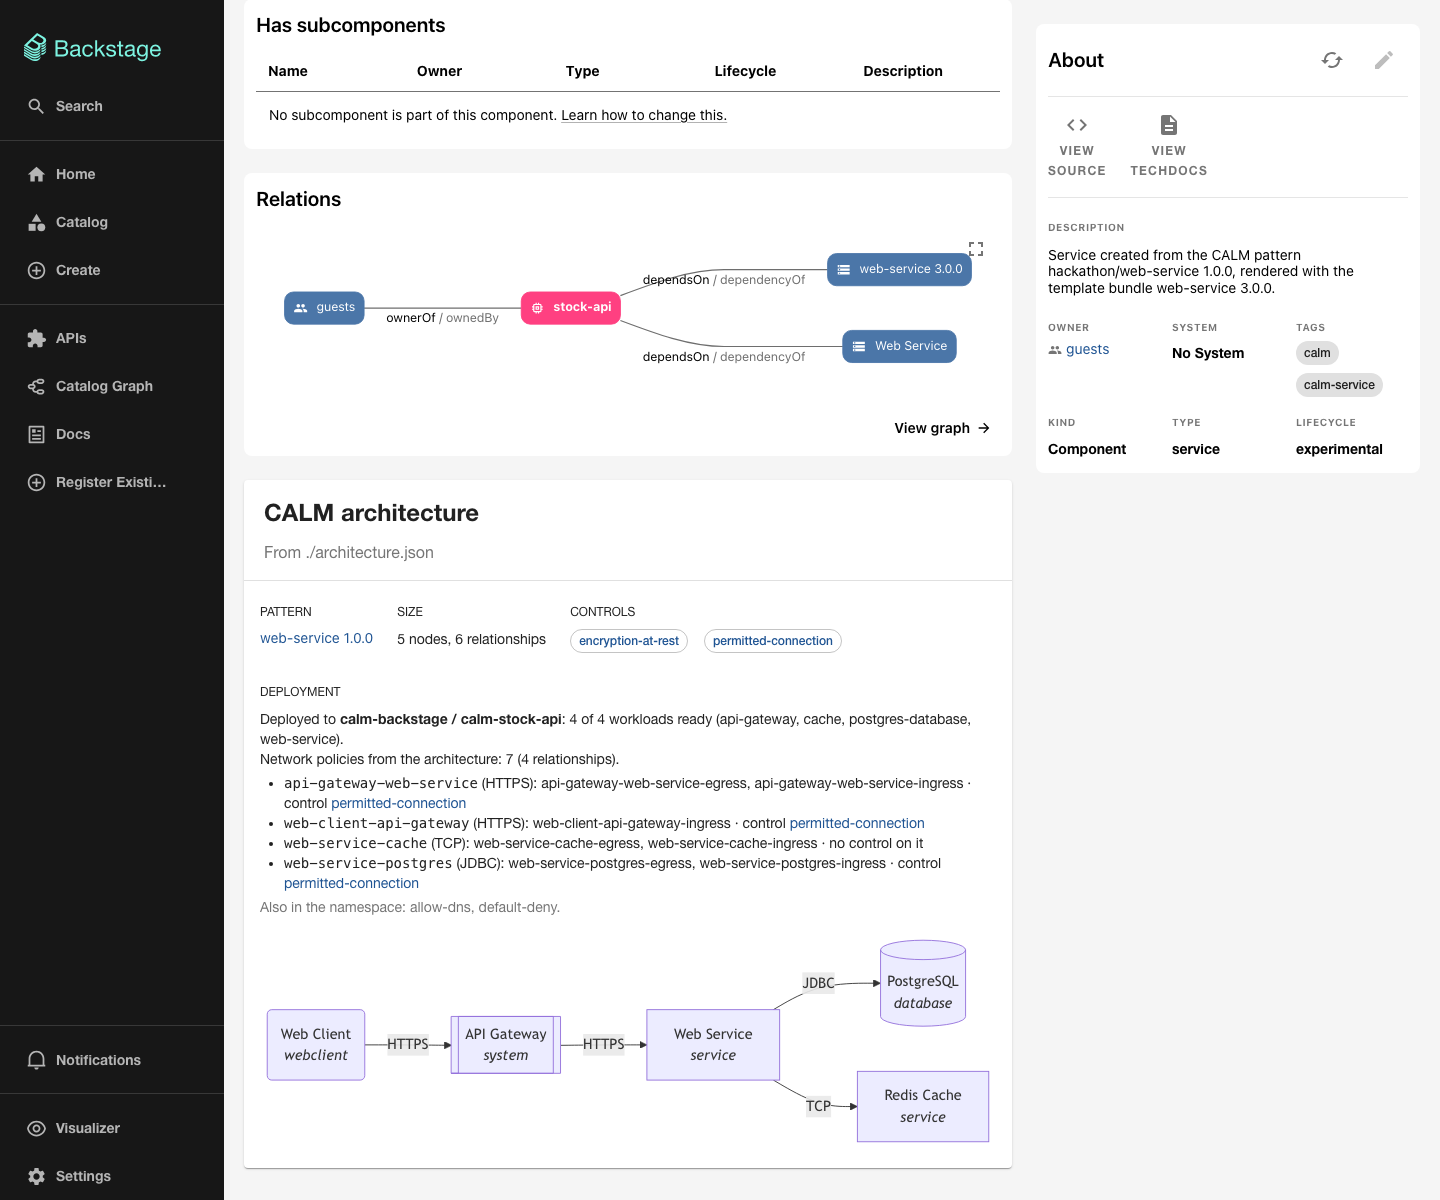 Backstage
Search
Home
Catalog
Create
APIs
Catalog Graph
Docs
Register Existi...
Notifications
Visualizer
Settings
Has subcomponents
Name Owner Type Lifecycle Description
No subcomponent is part of this component. Learn how to change this.
Relations
guests
ownerOf / ownedBy
stock-api
dependsOn / dependencyOf
web-service 3.0.0
dependsOn / dependencyOf
Web Service
View graph
CALM architecture
From ./architecture.json
PATTERN SIZE CONTROLS
web-service 1.0.0 5 nodes, 6 relationships encryption-at-rest permitted-connection
DEPLOYMENT
Deployed to calm-backstage / calm-stock-api: 4 of 4 workloads ready (api-gateway, cache, postgres-database,
web-service).
Network policies from the architecture: 7 (4 relationships).
• api-gateway-web-service (HTTPS): api-gateway-web-service-egress, api-gateway-web-service-ingress ·
control permitted-connection
• web-client-api-gateway (HTTPS): web-client-api-gateway-ingress · control permitted-connection
• web-service-cache (TCP): web-service-cache-egress, web-service-cache-ingress · no control on it
• web-service-postgres (JDBC): web-service-postgres-egress, web-service-postgres-ingress · control
permitted-connection
Also in the namespace: allow-dns, default-deny.
Web Client
webclient
HTTPS
API Gateway
system
HTTPS
Web Service
service
JDBC
PostgreSQL
database
TCP
Redis Cache
service
About
VIEW
SOURCE
VIEW
TECHDOCS
DESCRIPTION
Service created from the CALM pattern
hackathon/web-service 1.0.0, rendered with the
template bundle web-service 3.0.0.
OWNER SYSTEM TAGS
guests No System calm
calm-service
KIND TYPE LIFECYCLE
Component service experimental